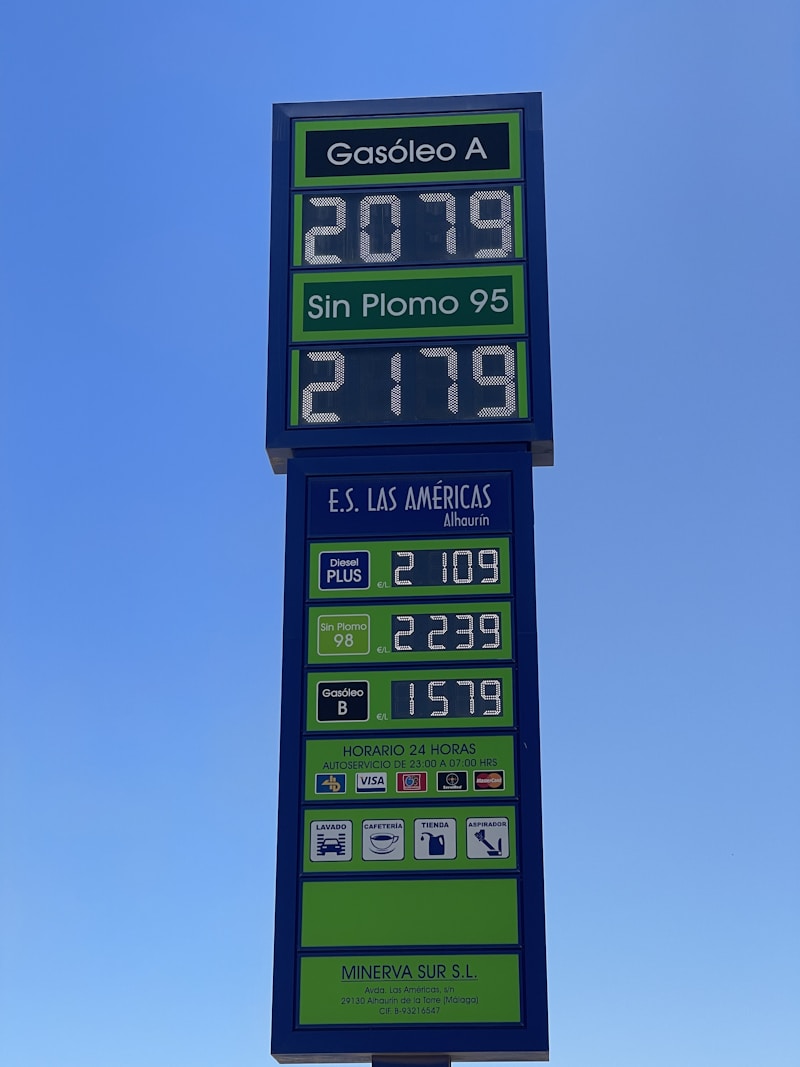 Gasóleo A
2079
Sin Plomo 95
2179
E.S. LAS AMÉRICAS
Alhaurín
Diesel
PLUS
€/L
2109
Sin Plomo
98
€/L
2239
Gasóleo
B
€/L
1579
HORARIO 24 HORAS
AUTOSERVICIO DE 23:00 A 07:00 HRS
VISA
MasterCard
LAVADO
CAFETERÍA
TIENDA
ASPIRADOR
MINERVA SUR S.L.
Avda. Las Américas, s/n
29130 Alhaurín de la Torre (Málaga)
CIF. B-93216547